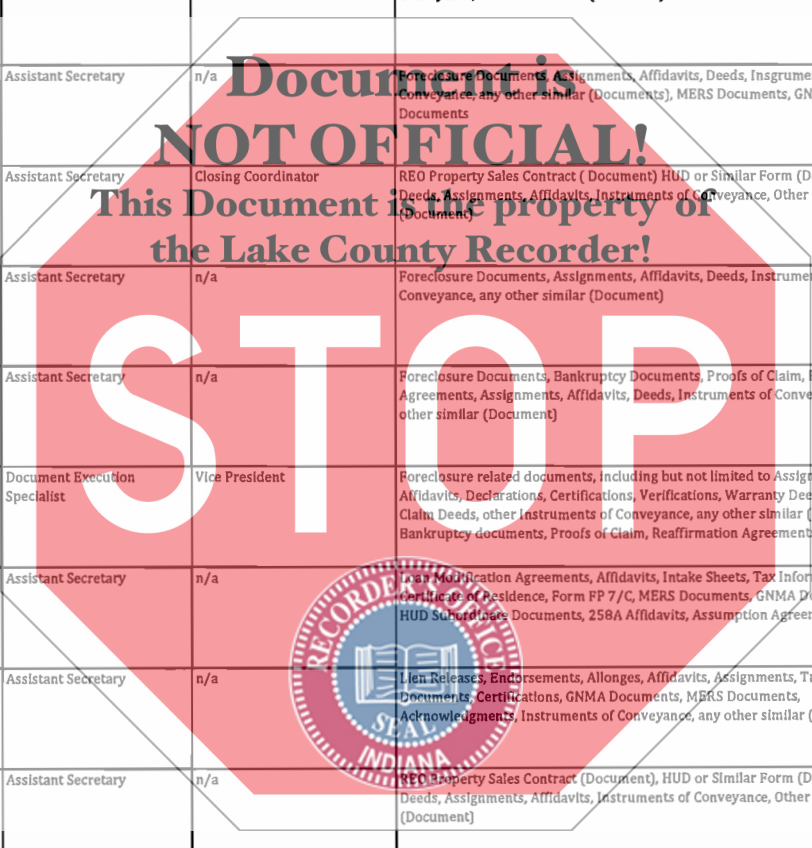 Document is
NOT OFFICIAL!
This Document is the property of
the Lake County Recorder!
STOP
RECORDER'S OFFICE
SEAL
INDIANA
Assistant Secretary
n/a
Foreclosure Documents, Assignments, Affidavits, Deeds, Insgrume
Conveyance, any other similar (Documents), MERS Documents, GN
Documents
Assistant Secretary
Closing Coordinator
REO Property Sales Contract ( Document) HUD or Similar Form (D
Deeds, Assignments, Affidavits, Instruments of Conveyance, Other
(Document)
Assistant Secretary
n/a
Foreclosure Documents, Assignments, Affidavits, Deeds, Instrume
Conveyance, any other similar (Document)
Assistant Secretary
n/a
Foreclosure Documents, Bankruptcy Documents, Proofs of Claim,
Agreements, Assignments, Affidavits, Deeds, Instruments of Conve
other similar (Document)
Document Execution
Specialist
Vice President
Foreclosure related documents, including but not limited to Assign
Affidavits, Declarations, Certifications, Verifications, Warranty Dee
Claim Deeds, other Instruments of Conveyance, any other similar (
Bankruptcy documents, Proofs of Claim, Reaffirmation Agreement
Assistant Secretary
n/a
Loan Modification Agreements, Affidavits, Intake Sheets, Tax Infor
Certificate of Residence, Form FP 7/C, MERS Documents, GNMA Do
HUD Subordinate Documents, 258A Affidavits, Assumption Agreem
Assistant Secretary
n/a
Lien Releases, Endorsements, Allonges, Affidavits, Assignments, Tr
Documents, Certifications, GNMA Documents, MERS Documents,
Acknowledgments, Instruments of Conveyance, any other similar (
Assistant Secretary
n/a
REO Property Sales Contract (Document), HUD or Similar Form (D
Deeds, Assignments, Affidavits, Instruments of Conveyance, Other
(Document)